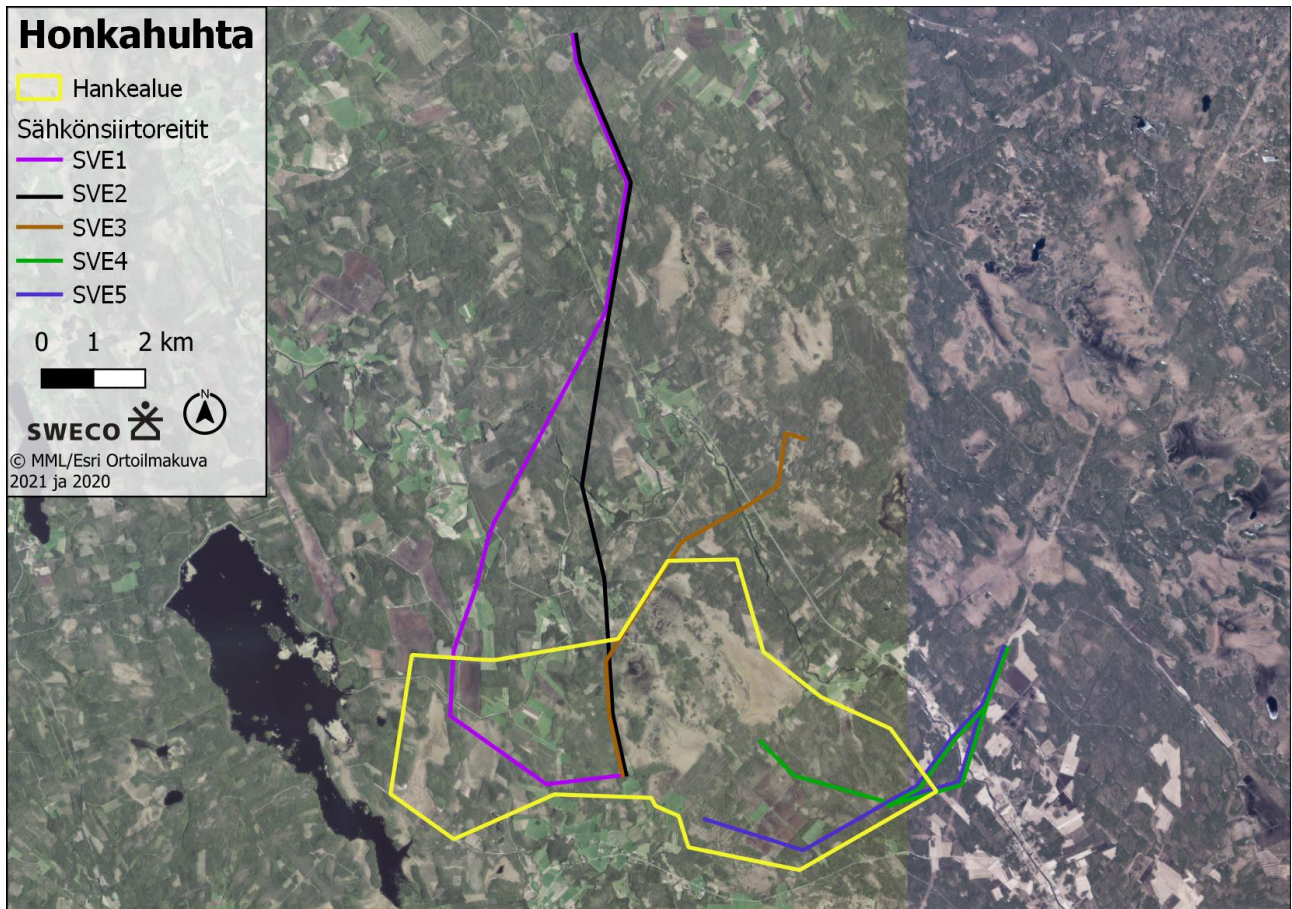 Honkahuhta
Hankealue
Sähkönsiirtoreitit
SVE1
SVE2
SVE3
SVE4
SVE5
0 1 2 km
N
SWECO
© MML/Esri Ortoilmakuva
2021 ja 2020